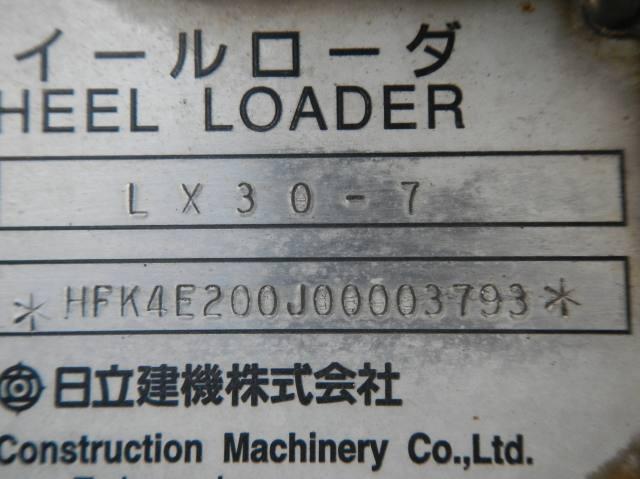 イールローダ
HEEL LOADER
LX30-7
*HFK4E200J00003793*
日立建機株式会社
Construction Machinery Co.,Ltd.